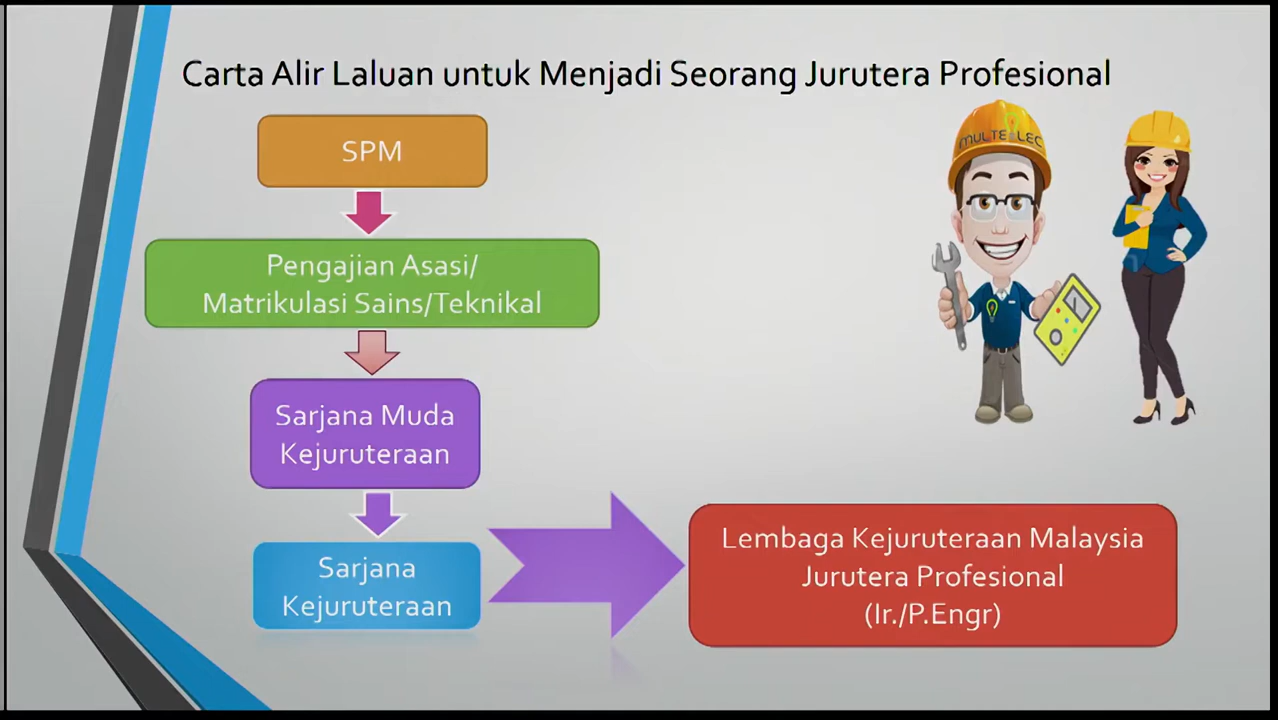 Carta Alir Laluan untuk Menjadi Seorang Jurutera Profesional
SPM
Pengajian Asasi/
Matrikulasi Sains/Teknikal
Sarjana Muda
Kejuruteraan
Sarjana
Kejuruteraan
Lembaga Kejuruteraan Malaysia
Jurutera Profesional
(Ir./P.Engr)